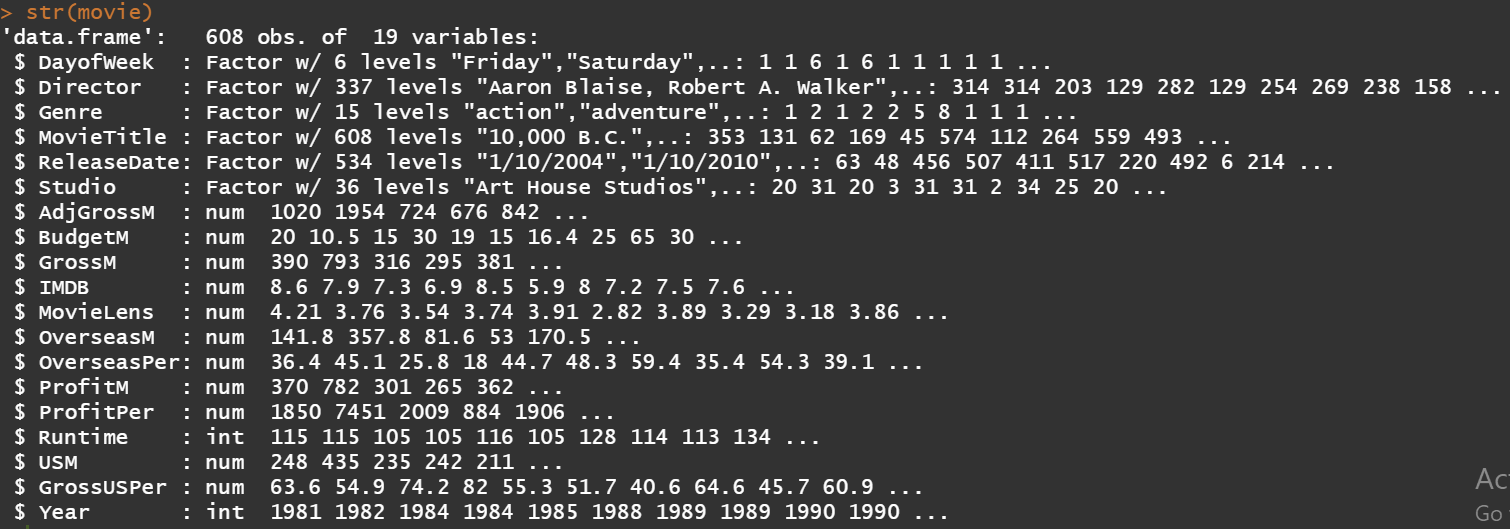 > str(movie)
'data.frame':   608 obs. of  19 variables:
 $ DayofWeek  : Factor w/ 6 levels "Friday","Saturday",..: 1 1 6 1 6 1 1 1 1 1 ...
 $ Director   : Factor w/ 337 levels "Aaron Blaise, Robert A. Walker",..: 314 314 203 129 282 129 254 269 238 158 ...
 $ Genre      : Factor w/ 15 levels "action","adventure",..: 1 2 1 2 2 5 8 1 1 1 ...
 $ MovieTitle : Factor w/ 608 levels "10,000 B.C.",..: 353 131 62 169 45 574 112 264 559 493 ...
 $ ReleaseDate: Factor w/ 534 levels "1/10/2004","1/10/2010",..: 63 48 456 507 411 517 220 492 6 214 ...
 $ Studio     : Factor w/ 36 levels "Art House Studios",..: 20 31 20 3 31 31 2 34 25 20 ...
 $ AdjGrossM  : num  1020 1954 724 676 842 ...
 $ BudgetM    : num  20 10.5 15 30 19 15 16.4 25 65 30 ...
 $ GrossM     : num  390 793 316 295 381 ...
 $ IMDB       : num  8.6 7.9 7.3 6.9 8.5 5.9 8 7.2 7.5 7.6 ...
 $ MovieLens  : num  4.21 3.76 3.54 3.74 3.91 2.82 3.89 3.29 3.18 3.86 ...
 $ OverseasM  : num  141.8 357.8 81.6 53 170.5 ...
 $ OverseasPer: num  36.4 45.1 25.8 18 44.7 48.3 59.4 35.4 54.3 39.1 ...
 $ ProfitM    : num  370 782 301 265 362 ...
 $ ProfitPer  : num  1850 7451 2009 884 1906 ...
 $ Runtime    : int  115 115 105 105 116 105 128 114 113 134 ...
 $ USM        : num  248 435 235 242 211 ...
 $ GrossUSPer : num  63.6 54.9 74.2 82 55.3 51.7 40.6 64.6 45.7 60.9 ...
 $ Year       : int  1981 1982 1984 1984 1985 1988 1989 1989 1990 1990 ...
Go